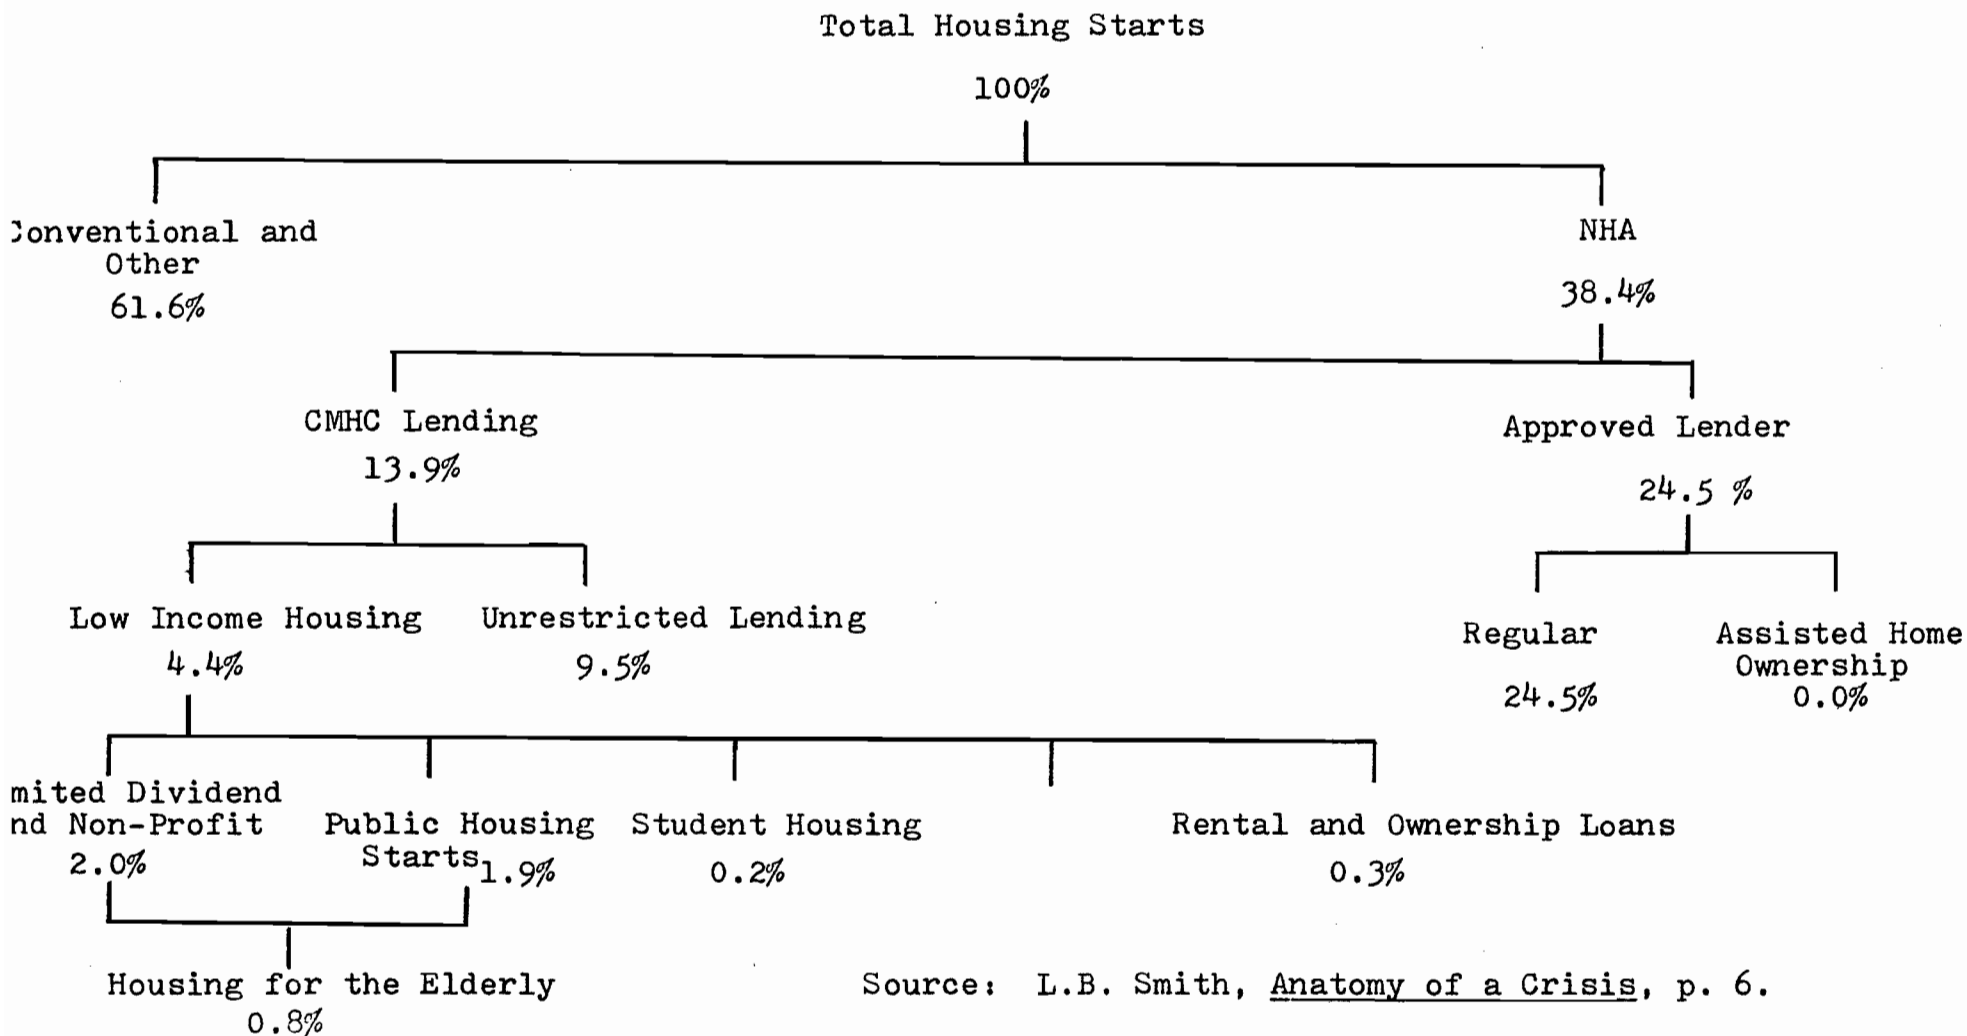 Total Housing Starts
100%
Conventional and
Other
61.6%
NHA
38.4%
CMHC Lending
13.9%
Approved Lender
24.5 %
Low Income Housing
4.4%
Unrestricted Lending
9.5%
Regular
24.5%
Assisted Home
Ownership
0.0%
mited Dividend
nd Non-Profit
2.0%
Public Housing
Starts
1.9%
Student Housing
0.2%
Rental and Ownership Loans
0.3%
Housing for the Elderly
0.8%
Source: L.B. Smith, Anatomy of a Crisis, p. 6.